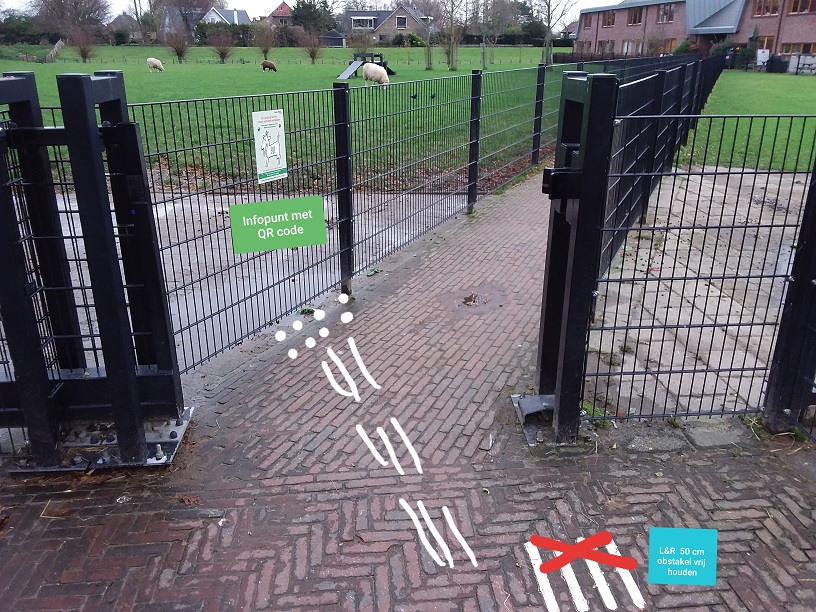 Infopunt met
QR code
L&R 50 cm
obstakel vrij
houden